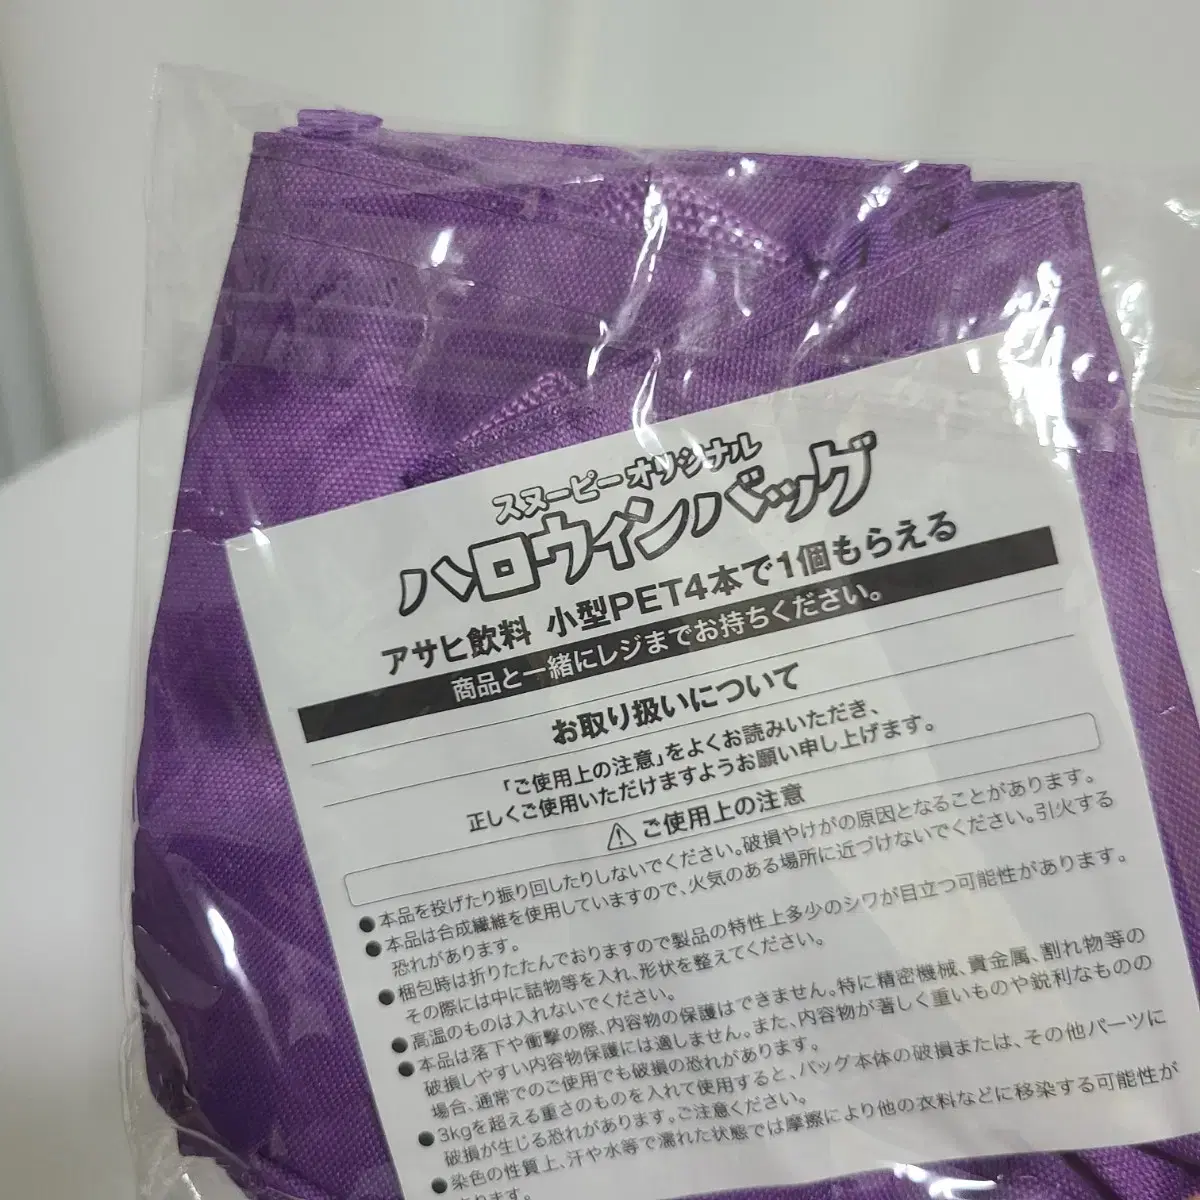 スヌーピーオリジナル
ハロウィンバッグ
アサヒ飲料 小型PET4本で1個もらえる
商品と一緒にレジまでお持ちください。
お取り扱いについて
「ご使用上の注意」をよくお読みいただき、
正しくご使用いただけますようお願い申し上げます。
⚠ご使用上の注意
●本品を投げたり振り回したりしないでください。破損やけがの原因となることがあります。
●本品は合成繊維を使用していますので、火気のある場所に近づけないでください。引火する
恐れがあります。
●梱包時は折りたたんでおりますので製品の特性上多少のシワが目立つ可能性があります。
その際には中に詰物等を入れ、形状を整えてください。
●高温のものは入れないでください。
●本品は落下や衝撃の際、内容物の保護はできません。特に精密機械、貴金属、割れ物等の
破損しやすい内容物保護には適しません。また、内容物が著しく重いものや鋭利なものの
場合、通常でのご使用でも破損の恐れがあります。
●3kgを超える重さのものを入れて使用すると、バッグ本体の破損または、その他パーツに
破損が生じる恐れがあります。ご注意ください。
●染色の性質上、汗や水等で濡れた状態では摩擦により他の衣料などに移染する可能性が
あります。